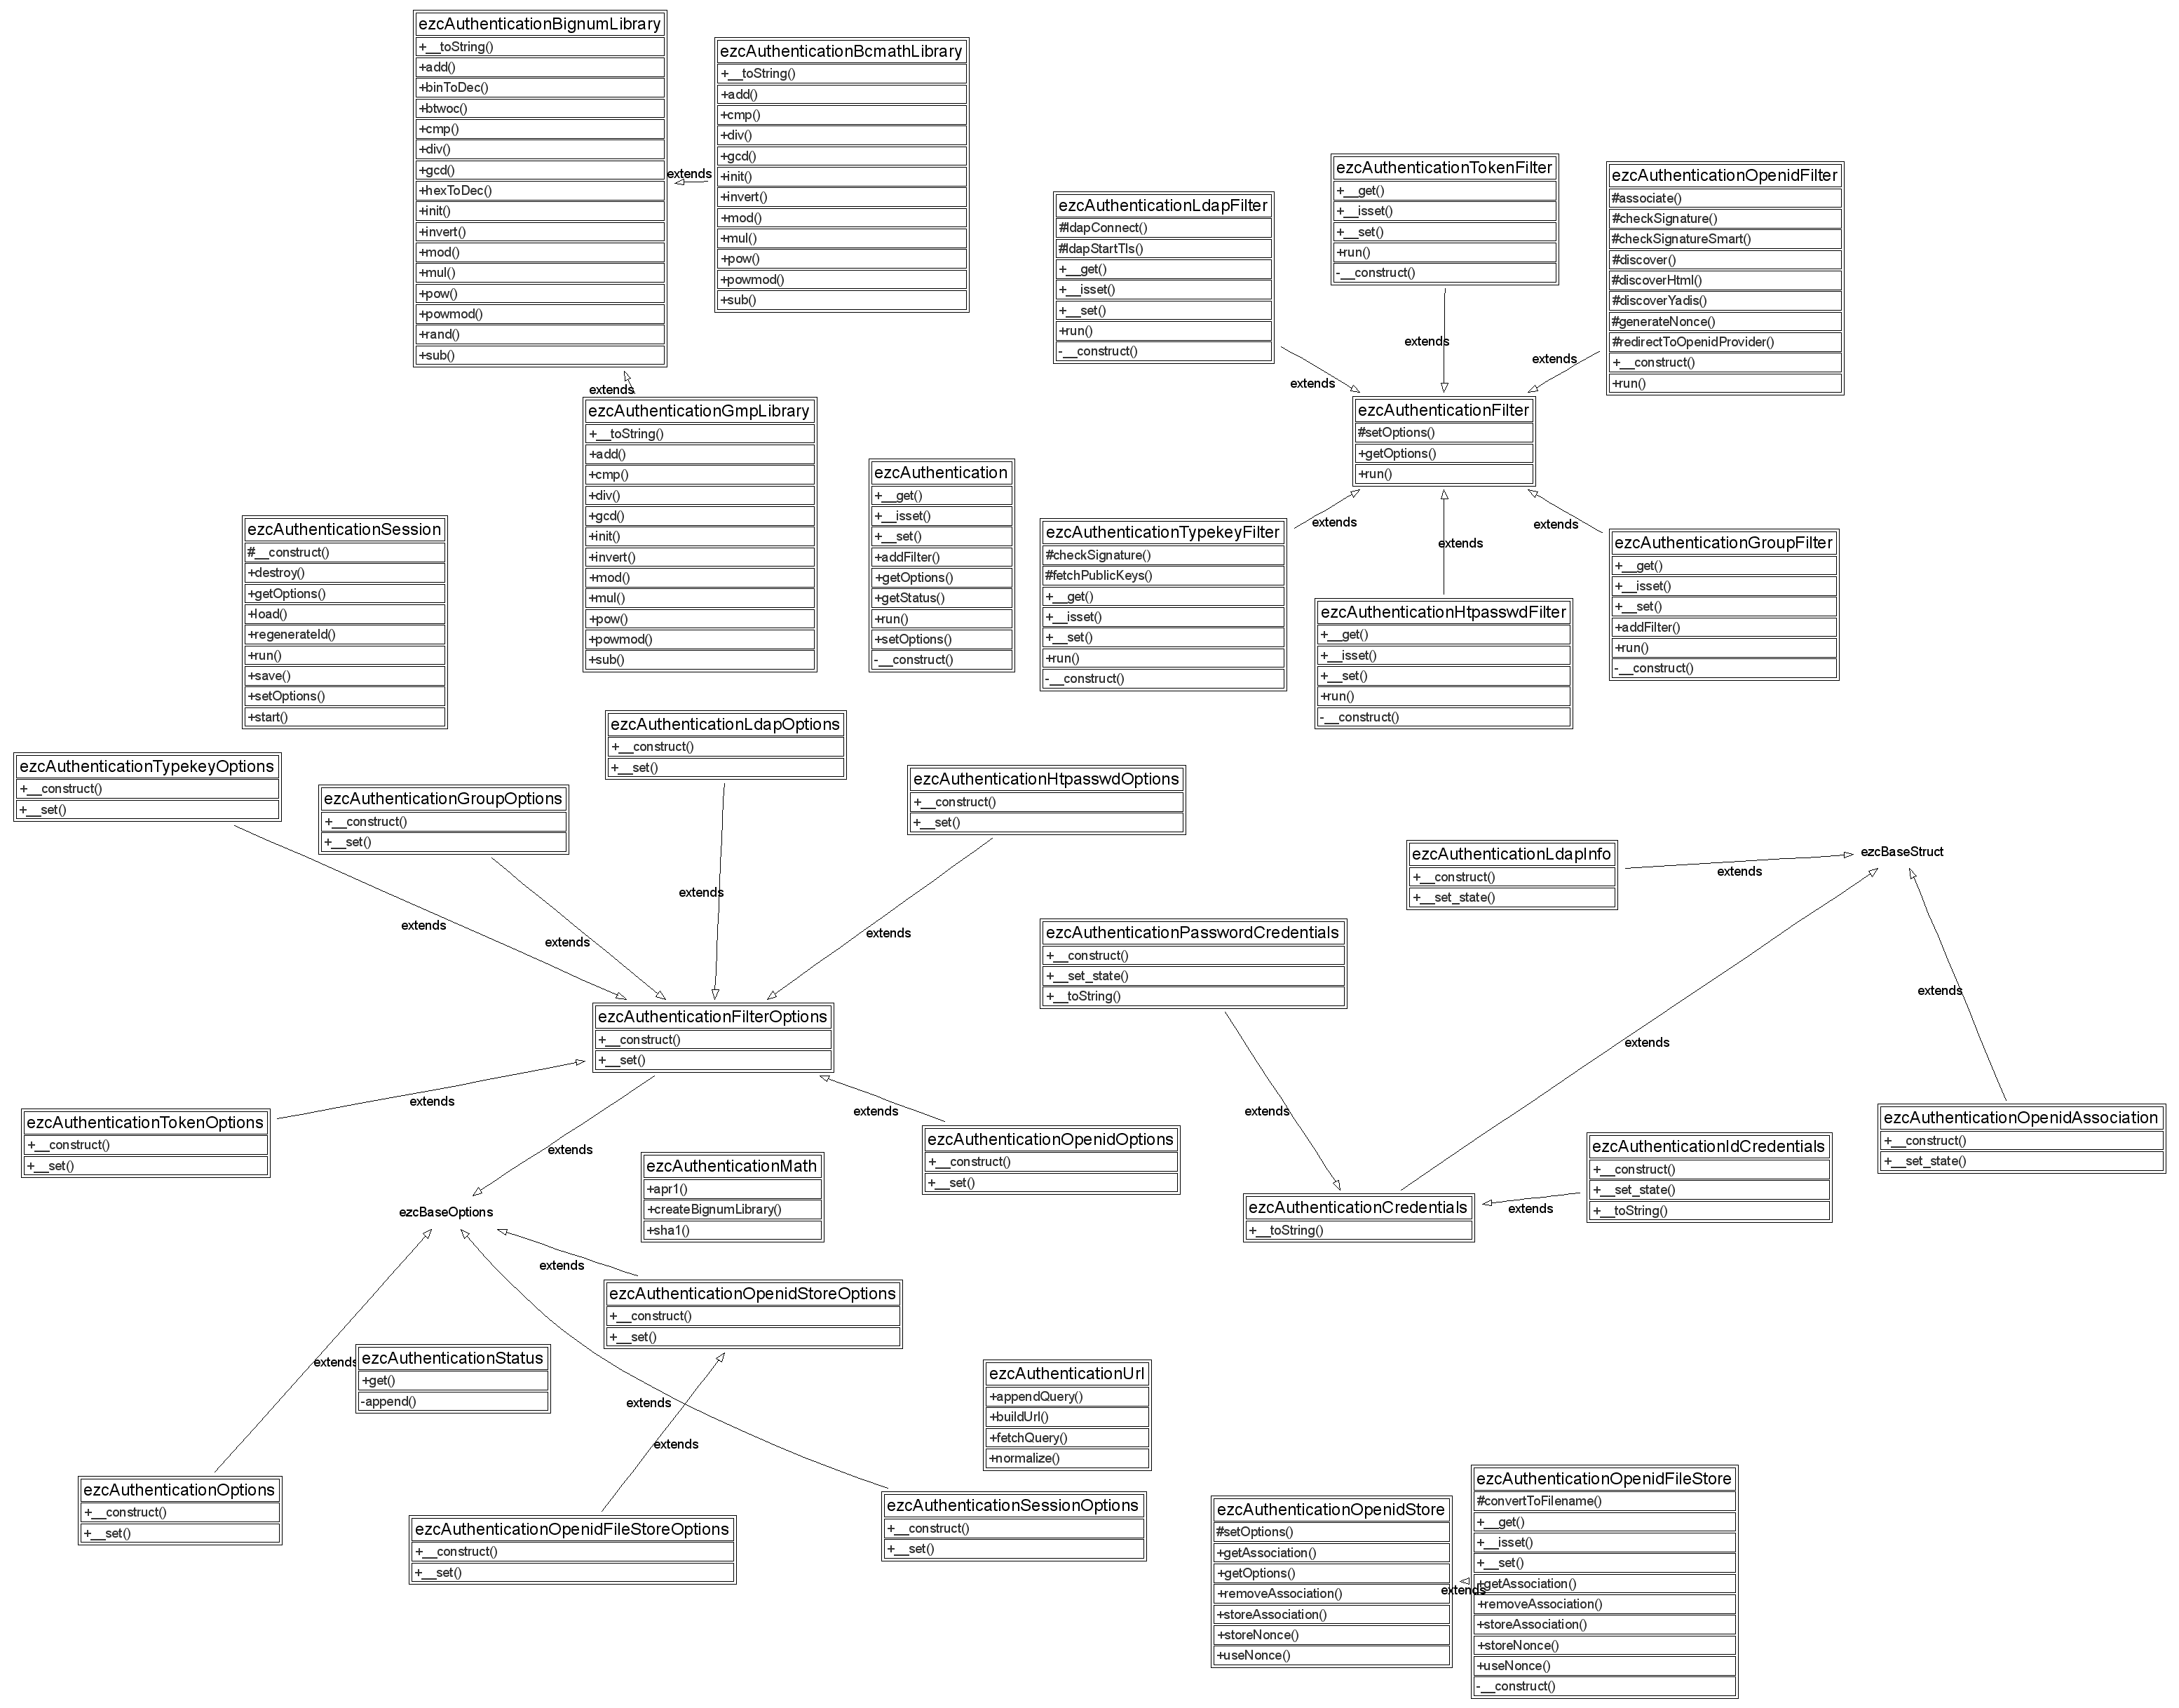 ezcAuthenticationBignumLibrary
+__toString()
+add()
+binToDec()
+btwoc()
+cmp()
+div()
+gcd()
+hexToDec()
+init()
+invert()
+mod()
+mul()
+pow()
+powmod()
+rand()
+sub()
extends
ezcAuthenticationBcmathLibrary
+__toString()
+add()
+cmp()
+div()
+gcd()
+init()
+invert()
+mod()
+mul()
+pow()
+powmod()
+sub()
extends
ezcAuthenticationGmpLibrary
+__toString()
+add()
+cmp()
+div()
+gcd()
+init()
+invert()
+mod()
+mul()
+pow()
+powmod()
+sub()
ezcAuthentication
+__get()
+__isset()
+__set()
+addFilter()
+getOptions()
+getStatus()
+run()
+setOptions()
-__construct()
ezcAuthenticationSession
#__construct()
+destroy()
+getOptions()
+load()
+regenerateId()
+run()
+save()
+setOptions()
+start()
ezcAuthenticationLdapFilter
#ldapConnect()
#ldapStartTls()
+__get()
+__isset()
+__set()
+run()
-__construct()
extends
ezcAuthenticationTokenFilter
+__get()
+__isset()
+__set()
+run()
-__construct()
extends
ezcAuthenticationOpenidFilter
#associate()
#checkSignature()
#checkSignatureSmart()
#discover()
#discoverHtml()
#discoverYadis()
#generateNonce()
#redirectToOpenidProvider()
+__construct()
+run()
extends
ezcAuthenticationFilter
#setOptions()
+getOptions()
+run()
extends
extends
extends
ezcAuthenticationTypekeyFilter
#checkSignature()
#fetchPublicKeys()
+__get()
+__isset()
+__set()
+run()
-__construct()
ezcAuthenticationHtpasswdFilter
+__get()
+__isset()
+__set()
+run()
-__construct()
ezcAuthenticationGroupFilter
+__get()
+__isset()
+__set()
+addFilter()
+run()
-__construct()
ezcAuthenticationTypekeyOptions
+__construct()
+__set()
extends
ezcAuthenticationGroupOptions
+__construct()
+__set()
extends
ezcAuthenticationLdapOptions
+__construct()
+__set()
extends
ezcAuthenticationHtpasswdOptions
+__construct()
+__set()
extends
ezcAuthenticationFilterOptions
+__construct()
+__set()
extends
ezcAuthenticationTokenOptions
+__construct()
+__set()
extends
extends
ezcAuthenticationOpenidOptions
+__construct()
+__set()
ezcAuthenticationMath
+apr1()
+createBignumLibrary()
+sha1()
ezcBaseOptions
extends
ezcAuthenticationOpenidStoreOptions
+__construct()
+__set()
extends
ezcAuthenticationStatus
+get()
-append()
extends
extends
ezcAuthenticationOptions
+__construct()
+__set()
ezcAuthenticationOpenidFileStoreOptions
+__construct()
+__set()
ezcAuthenticationSessionOptions
+__construct()
+__set()
ezcAuthenticationUrl
+appendQuery()
+buildUrl()
+fetchQuery()
+normalize()
ezcAuthenticationLdapInfo
+__construct()
+__set_state()
extends
ezcBaseStruct
ezcAuthenticationPasswordCredentials
+__construct()
+__set_state()
+__toString()
extends
extends
extends
ezcAuthenticationOpenidAssociation
+__construct()
+__set_state()
ezcAuthenticationIdCredentials
+__construct()
+__set_state()
+__toString()
extends
ezcAuthenticationCredentials
+__toString()
ezcAuthenticationOpenidStore
#setOptions()
+getAssociation()
+getOptions()
+removeAssociation()
+storeAssociation()
+storeNonce()
+useNonce()
extends
ezcAuthenticationOpenidFileStore
#convertToFilename()
+__get()
+__isset()
+__set()
+getAssociation()
+removeAssociation()
+storeAssociation()
+storeNonce()
+useNonce()
-__construct()